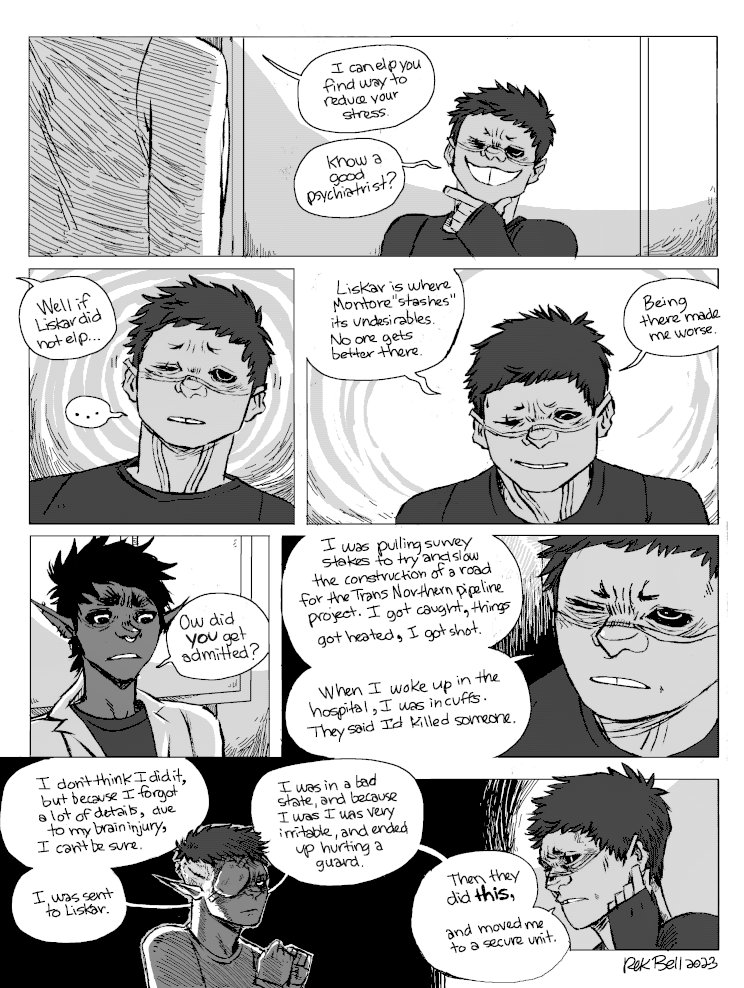 I can elp you
find way to
reduce your
stress.
Know a
good
psychiatrist?
Well if
Liskar did
not elp...
...
Liskar is where
Montore "stashes"
its undesirables.
No one gets
better there.
Being
there made
me worse.
Ow did
you get
admitted?
I was pulling survey
stakes to try and slow
the construction of a road
for the Trans Northern pipeline
project. I got caught, things
got heated, I got shot.
When I woke up in the
hospital, I was in cuffs.
They said I'd killed someone.
I don't think I did it,
but because I forgot
a lot of details, due
to my brain injury,
I can't be sure.
I was sent
to Liskar.
I was in a bad
state, and because
I was I was very
irritable, and ended
up hurting a
guard.
Then they
did this,
and moved me
to a secure unit.
Rek Bell 2023